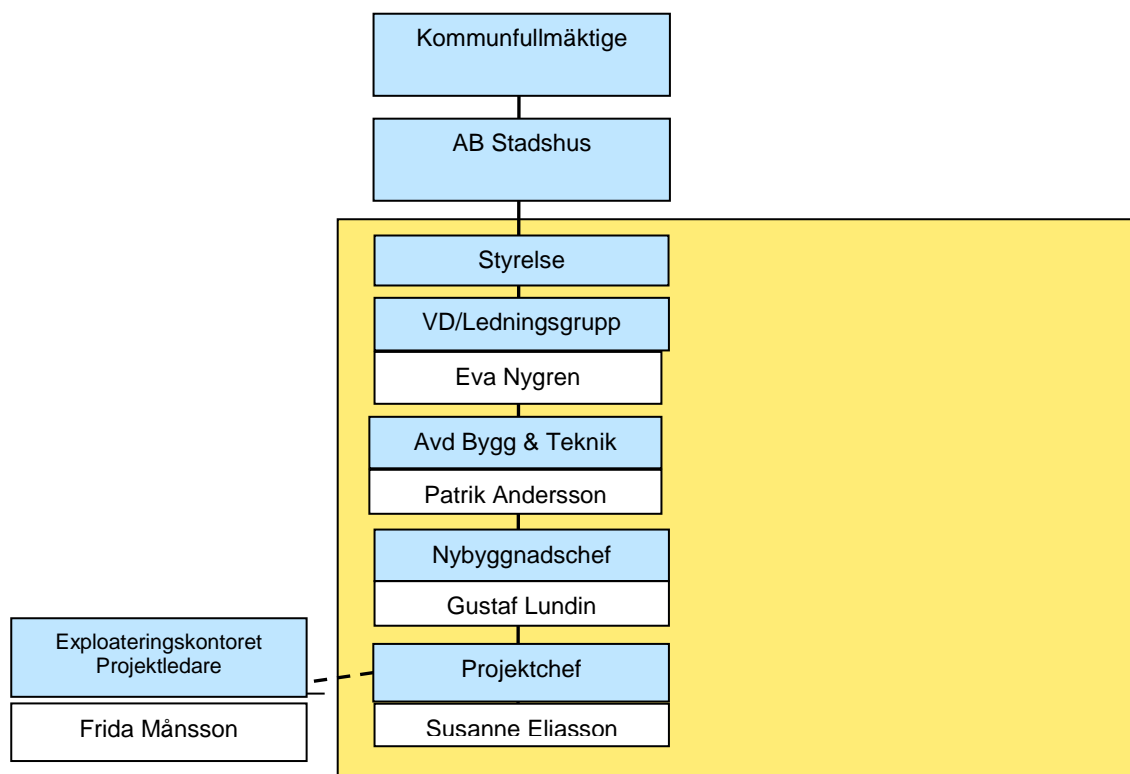 Kommunfullmäktige
AB Stadshus
Styrelse
VD/Ledningsgrupp
Eva Nygren
Avd Bygg & Teknik
Patrik Andersson
Nybyggnadschef
Gustaf Lundin
Exploateringskontoret
Projektledare
Frida Månsson
Projektchef
Susanne Eliasson